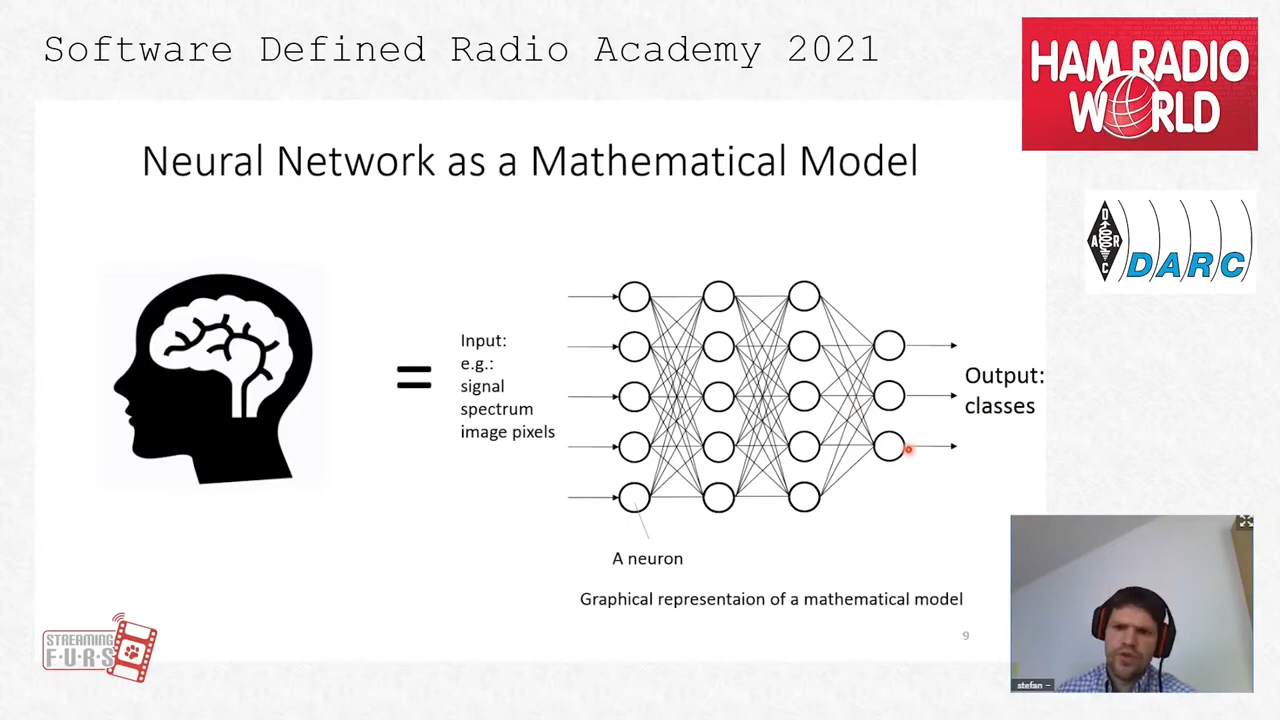 Software Defined Radio Academy 2021
HAM RADIO
WORLD
Neural Network as a Mathematical Model
D
A R
C
DARC
=
Input:
e.g.:
signal
spectrum
image pixels
Output:
classes
A neuron
Graphical representaion of a mathematical model
9
STREAMING
F·U·R·S
stefan –